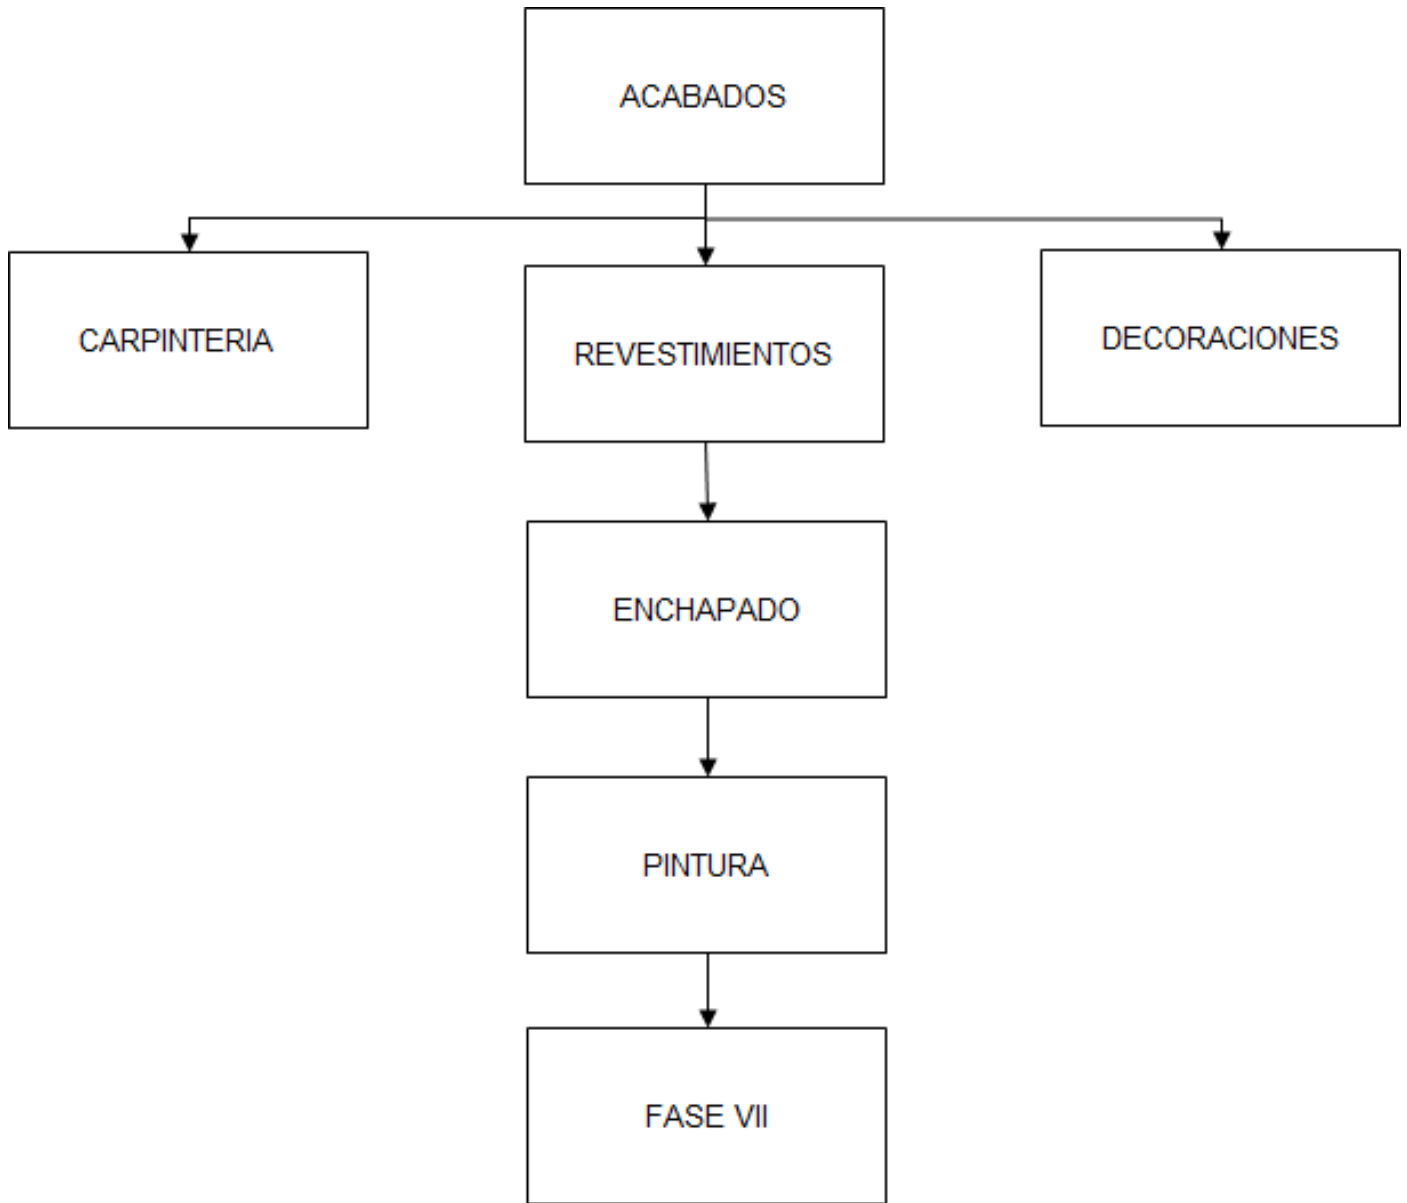 ACABADOS
CARPINTERIA
REVESTIMIENTOS
DECORACIONES
ENCHAPADO
PINTURA
FASE VII